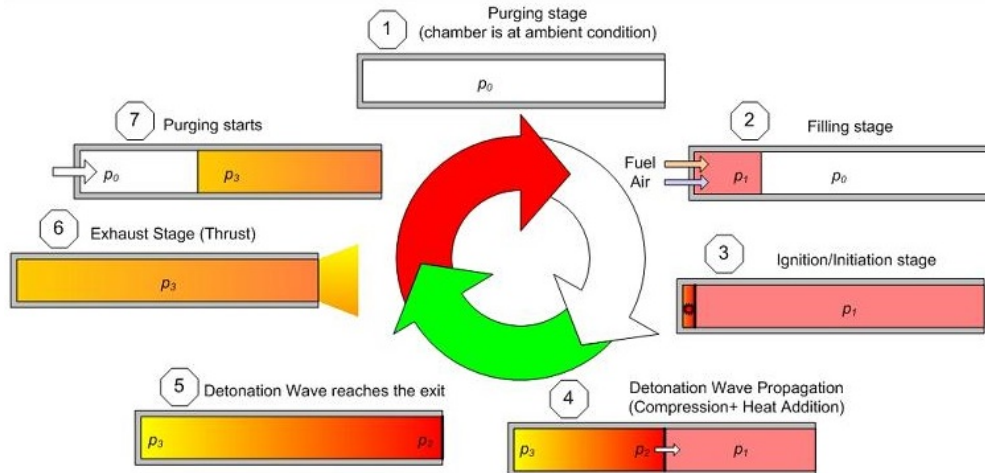 1
Purging stage
(chamber is at ambient condition)
p0
2
Filling stage
Fuel
Air
p1
p0
3
Ignition/Initiation stage
p1
4
Detonation Wave Propagation
(Compression+ Heat Addition)
p3
p2
p1
5
Detonation Wave reaches the exit
p3
p2
6
Exhaust Stage (Thrust)
p3
7
Purging starts
p0
p3